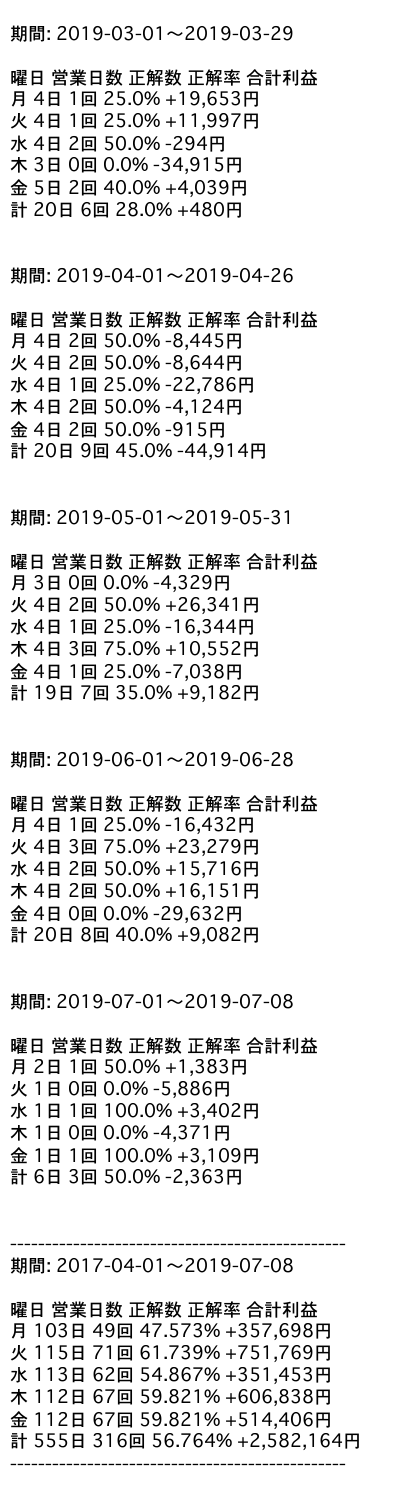 期間: 2019-03-01～2019-03-29
曜日 営業日数 正解数 正解率 合計利益
月 4日 1回 25.0% +19,653円
火 4日 1回 25.0% +11,997円
水 4日 2回 50.0% -294円
木 3日 0回 0.0% -34,915円
金 5日 2回 40.0% +4,039円
計 20日 6回 28.0% +480円
期間: 2019-04-01～2019-04-26
曜日 営業日数 正解数 正解率 合計利益
月 4日 2回 50.0% -8,445円
火 4日 2回 50.0% -8,644円
水 4日 1回 25.0% -22,786円
木 4日 2回 50.0% -4,124円
金 4日 2回 50.0% -915円
計 20日 9回 45.0% -44,914円
期間: 2019-05-01～2019-05-31
曜日 営業日数 正解数 正解率 合計利益
月 3日 0回 0.0% -4,329円
火 4日 2回 50.0% +26,341円
水 4日 1回 25.0% -16,344円
木 4日 3回 75.0% +10,552円
金 4日 1回 25.0% -7,038円
計 19日 7回 35.0% +9,182円
期間: 2019-06-01～2019-06-28
曜日 営業日数 正解数 正解率 合計利益
月 4日 1回 25.0% -16,432円
火 4日 3回 75.0% +23,279円
水 4日 2回 50.0% +15,716円
木 4日 2回 50.0% +16,151円
金 4日 0回 0.0% -29,632円
計 20日 8回 40.0% +9,082円
期間: 2019-07-01～2019-07-08
曜日 営業日数 正解数 正解率 合計利益
月 2日 1回 50.0% +1,383円
火 1日 0回 0.0% -5,886円
水 1日 1回 100.0% +3,402円
木 1日 0回 0.0% -4,371円
金 1日 1回 100.0% +3,109円
計 6日 3回 50.0% -2,363円
------------------------------------------------
期間: 2017-04-01～2019-07-08
曜日 営業日数 正解数 正解率 合計利益
月 103日 49回 47.573% +357,698円
火 115日 71回 61.739% +751,769円
水 113日 62回 54.867% +351,453円
木 112日 67回 59.821% +606,838円
金 112日 67回 59.821% +514,406円
計 555日 316回 56.764% +2,582,164円
------------------------------------------------